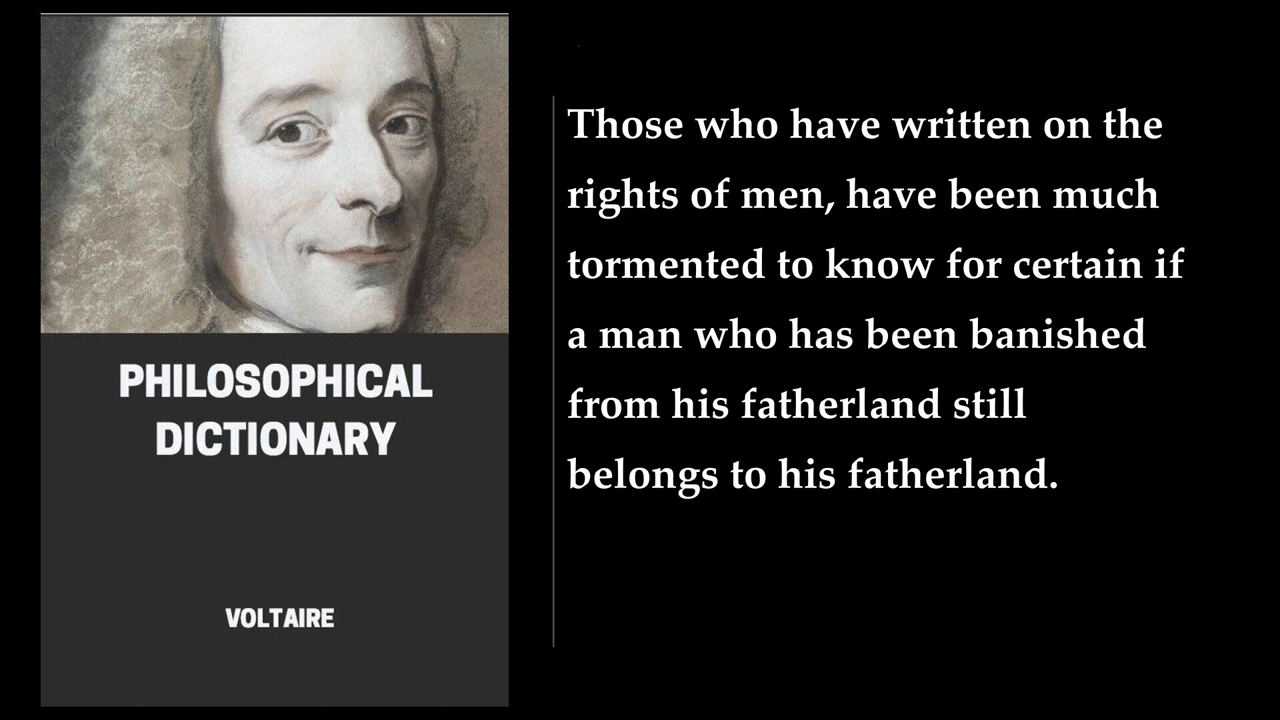 PHILOSOPHICAL
DICTIONARY
VOLTAIRE
Those who have written on the
rights of men, have been much
tormented to know for certain if
a man who has been banished
from his fatherland still
belongs to his fatherland.